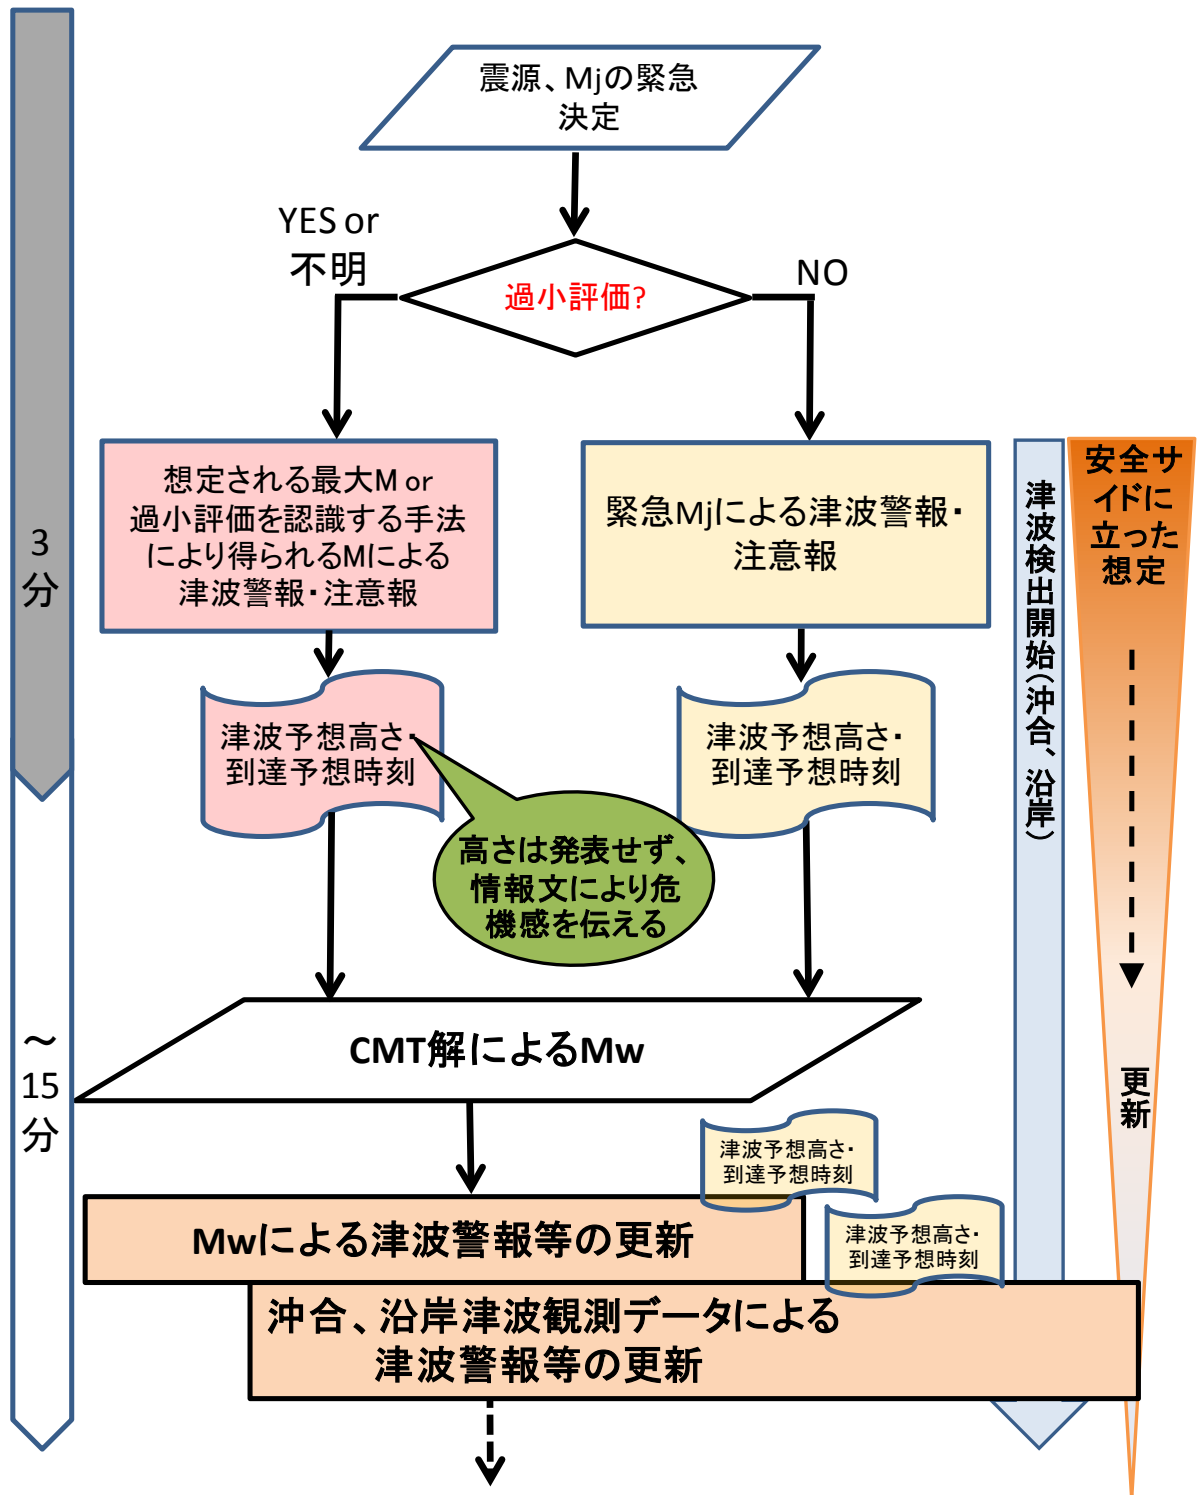 震源、Mjの緊急
決定
YES or
不明
NO
過小評価?
想定される最大M or
過小評価を認識する手法
により得られるMによる
津波警報・注意報
緊急Mjによる津波警報・
注意報
3
分
津波予想高さ・
到達予想時刻
津波予想高さ・
到達予想時刻
高さは発表せず、
情報文により危
機感を伝える
津波検出開始(沖合、沿岸)
安全サ
イドに
立った
想定
更新
～
15
分
CMT解によるMw
津波予想高さ・
到達予想時刻
Mwによる津波警報等の更新
津波予想高さ・
到達予想時刻
沖合、沿岸津波観測データによる
津波警報等の更新